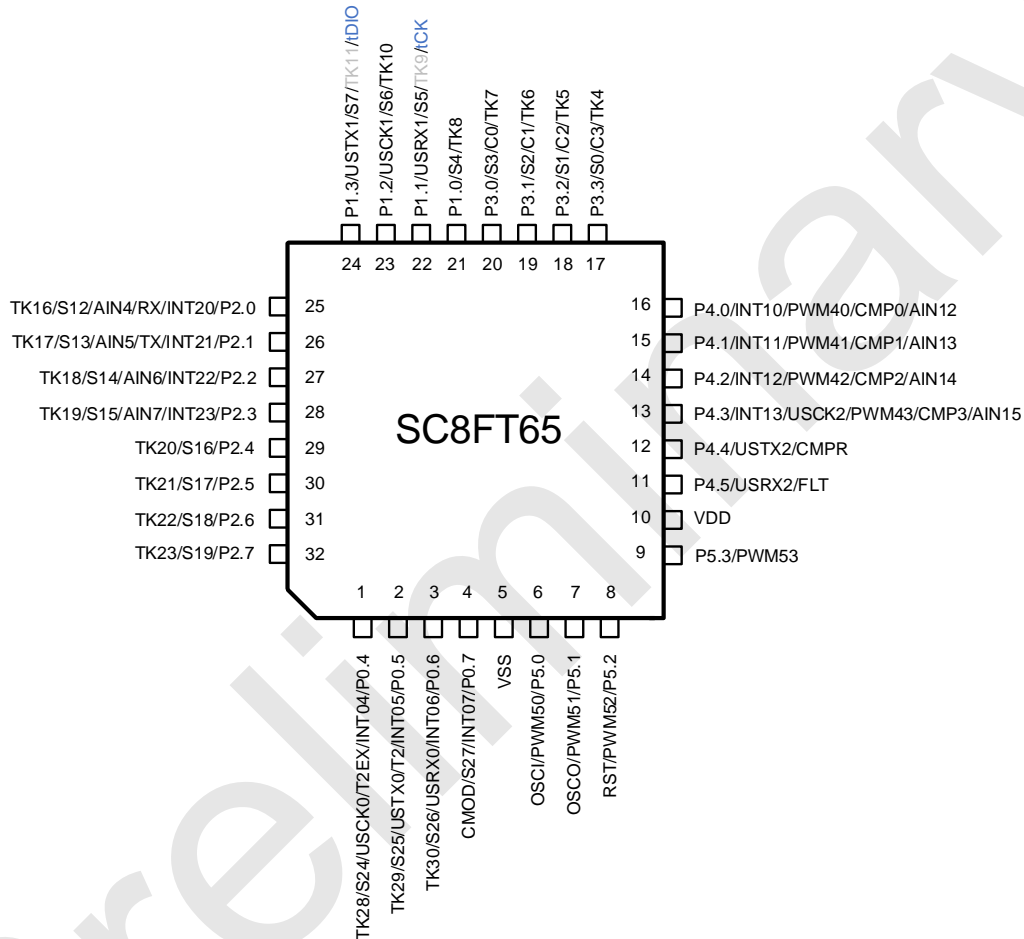 P1.3/USTX1/S7/TK11/tDIO
P1.2/USCK1/S6/TK10
P1.1/USRX1/S5/TK9/tCK
P1.0/S4/TK8
P3.0/S3/C0/TK7
P3.1/S2/C1/TK6
P3.2/S1/C2/TK5
P3.3/S0/C3/TK4
24 23 22 21 20 19 18 17
TK16/S12/AIN4/RX/INT20/P2.0 25
TK17/S13/AIN5/TX/INT21/P2.1 26
TK18/S14/AIN6/INT22/P2.2 27
TK19/S15/AIN7/INT23/P2.3 28
TK20/S16/P2.4 29
TK21/S17/P2.5 30
TK22/S18/P2.6 31
TK23/S19/P2.7 32
SC8FT65
16 P4.0/INT10/PWM40/CMP0/AIN12
15 P4.1/INT11/PWM41/CMP1/AIN13
14 P4.2/INT12/PWM42/CMP2/AIN14
13 P4.3/INT13/USCK2/PWM43/CMP3/AIN15
12 P4.4/USTX2/CMPR
11 P4.5/USRX2/FLT
10 VDD
9 P5.3/PWM53
1 2 3 4 5 6 7 8
TK28/S24/USCK0/T2EX/INT04/P0.4
TK29/S25/USTX0/T2/INT05/P0.5
TK30/S26/USRX0/INT06/P0.6
CMOD/S27/INT07/P0.7
VSS
OSCI/PWM50/P5.0
OSCO/PWM51/P5.1
RST/PWM52/P5.2
reliminary